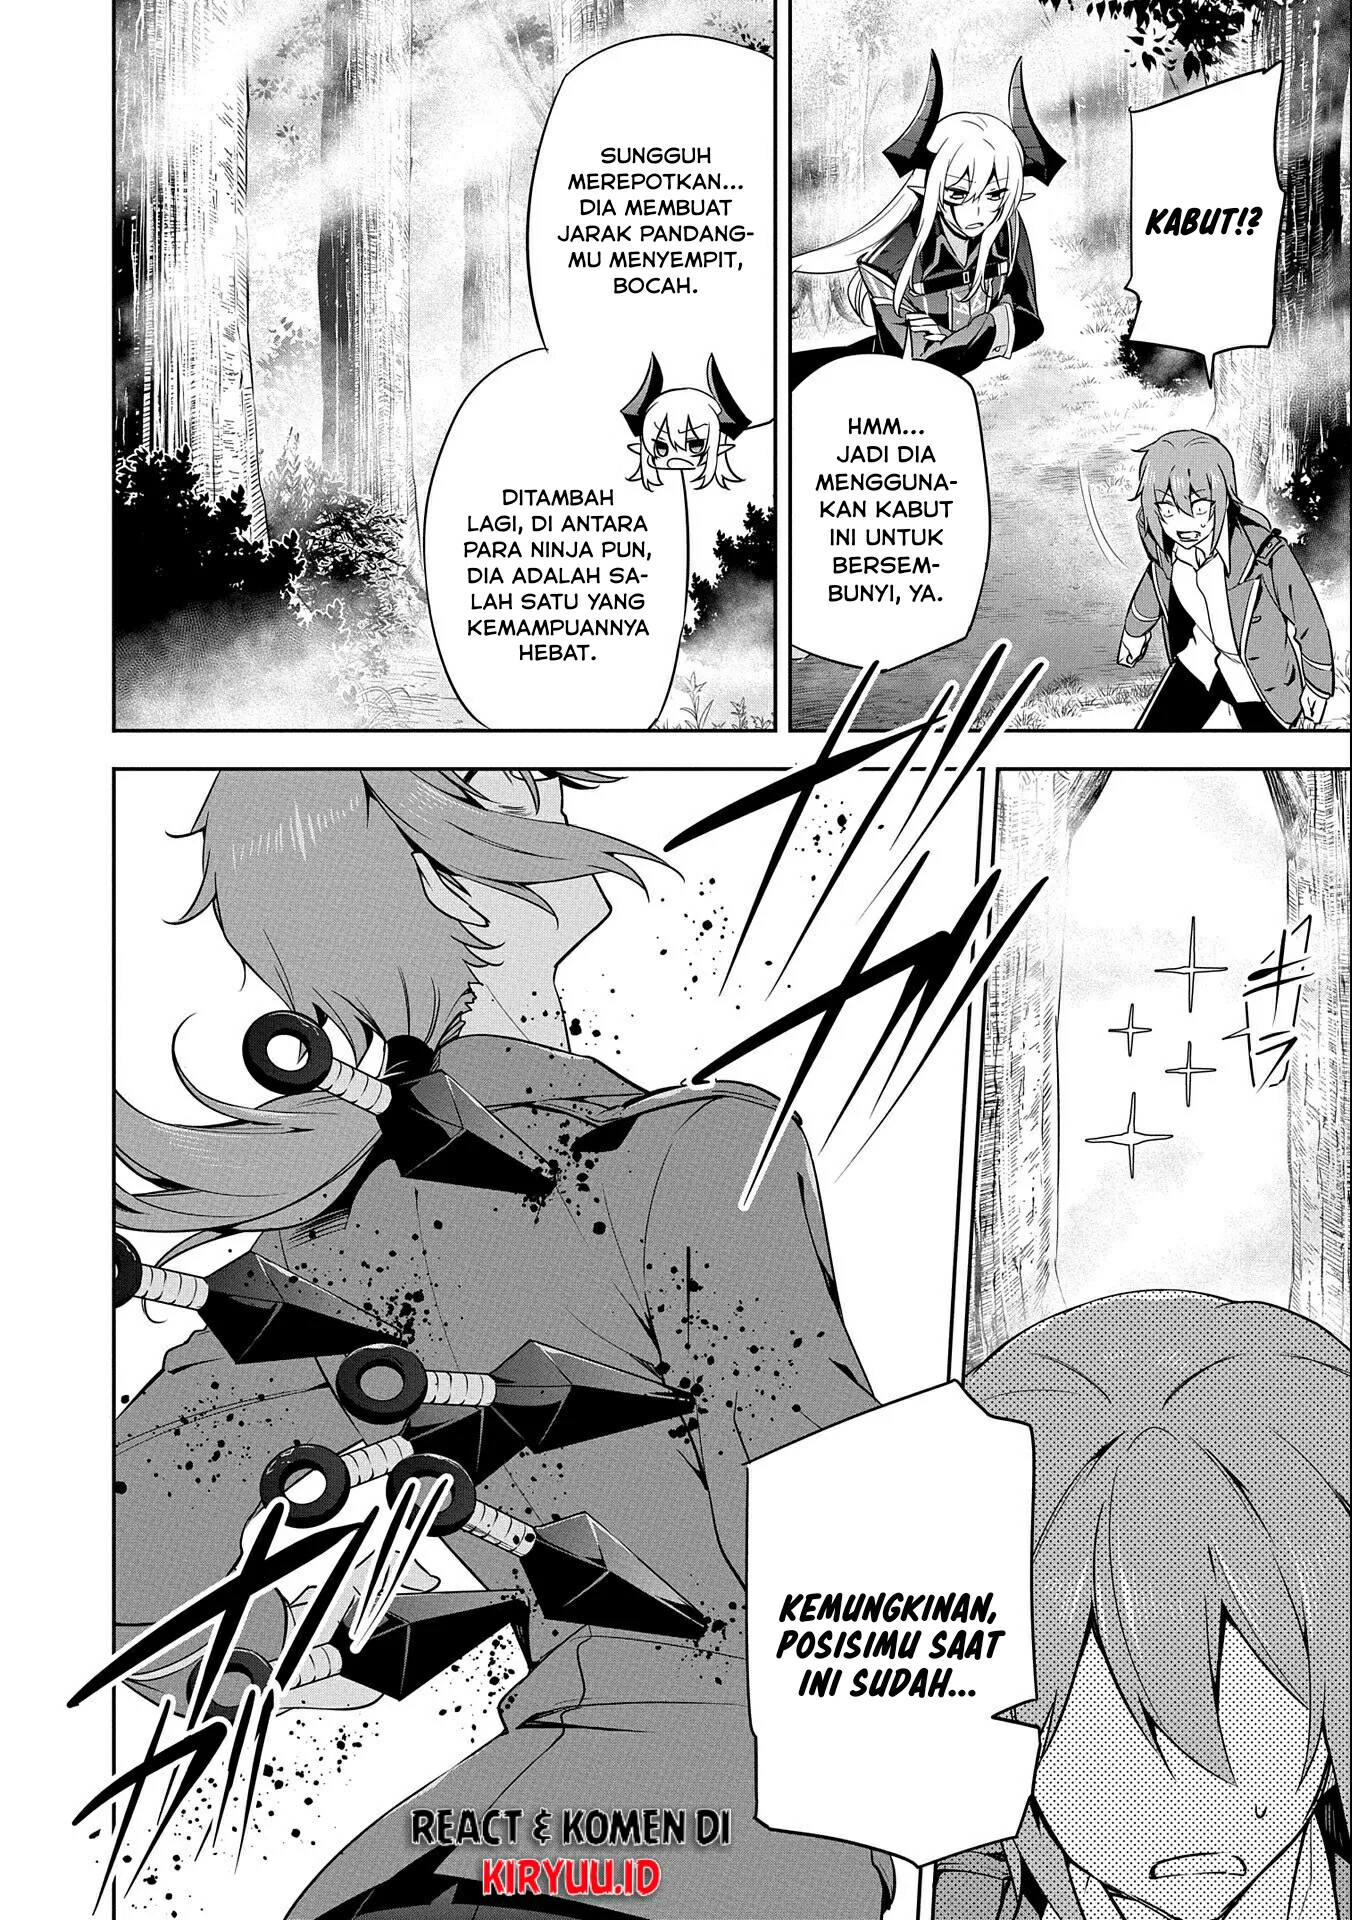 KABUT!?
HMM...
JADI DIA
MENGGUNA-
KAN KABUT
INI UNTUK
BERSEM-
BUNYI, YA.
SUNGGUH
MEREPOTKAN...
DIA MEMBUAT
JARAK PANDANG-
MU MENYEMPIT,
BOCAH.
DITAMBAH
LAGI, DI ANTARA
PARA NINJA PUN,
DIA ADALAH SA-
LAH SATU YANG
KEMAMPUANNYA
HEBAT.
KEMUNGKINAN,
POSISIMU SAAT
INI SUDAH...
REACT & KOMEN DI
KIRYUU.ID